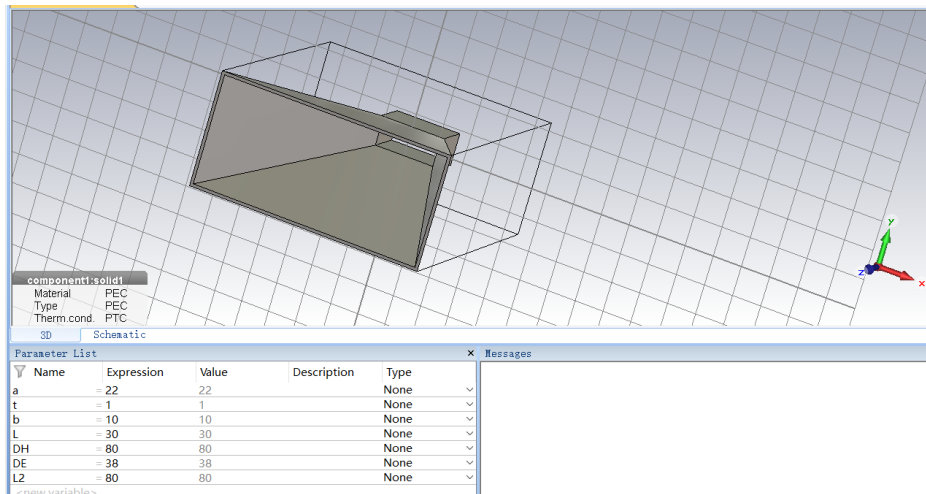 Y
Z
X
component1:solid1
Material PEC
Type PEC
Therm.cond. PTC
3D Schematic
Parameter List × Messages
Name Expression Value Description Type
a = 22 22 None
t = 1 1 None
b = 10 10 None
L = 30 30 None
DH = 80 80 None
DE = 38 38 None
L2 = 80 80 None
<new variable>